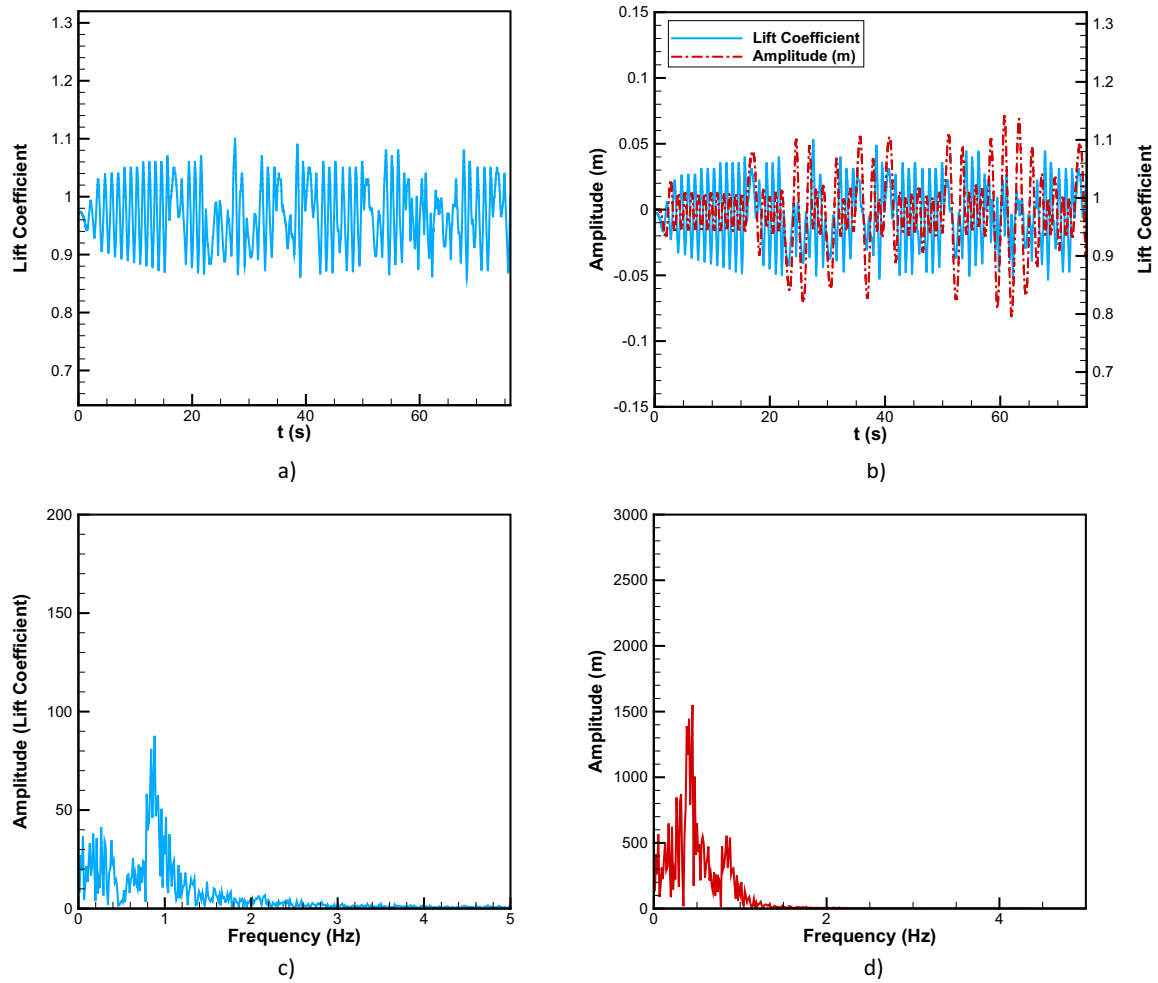 1.3
1.2
1.1
1
0.9
0.8
0.7
Lift Coefficient
0 20 40 60
t (s)
a)
0.15
0.1
0.05
0
-0.05
-0.1
-0.15
Amplitude (m)
Lift Coefficient
Amplitude (m)
1.3
1.2
1.1
1
0.9
0.8
0.7
Lift Coefficient
0 20 40 60
t (s)
b)
200
150
100
50
0
Amplitude (Lift Coefficient)
0 1 2 3 4 5
Frequency (Hz)
c)
3000
2500
2000
1500
1000
500
0
Amplitude (m)
0 2 4
Frequency (Hz)
d)